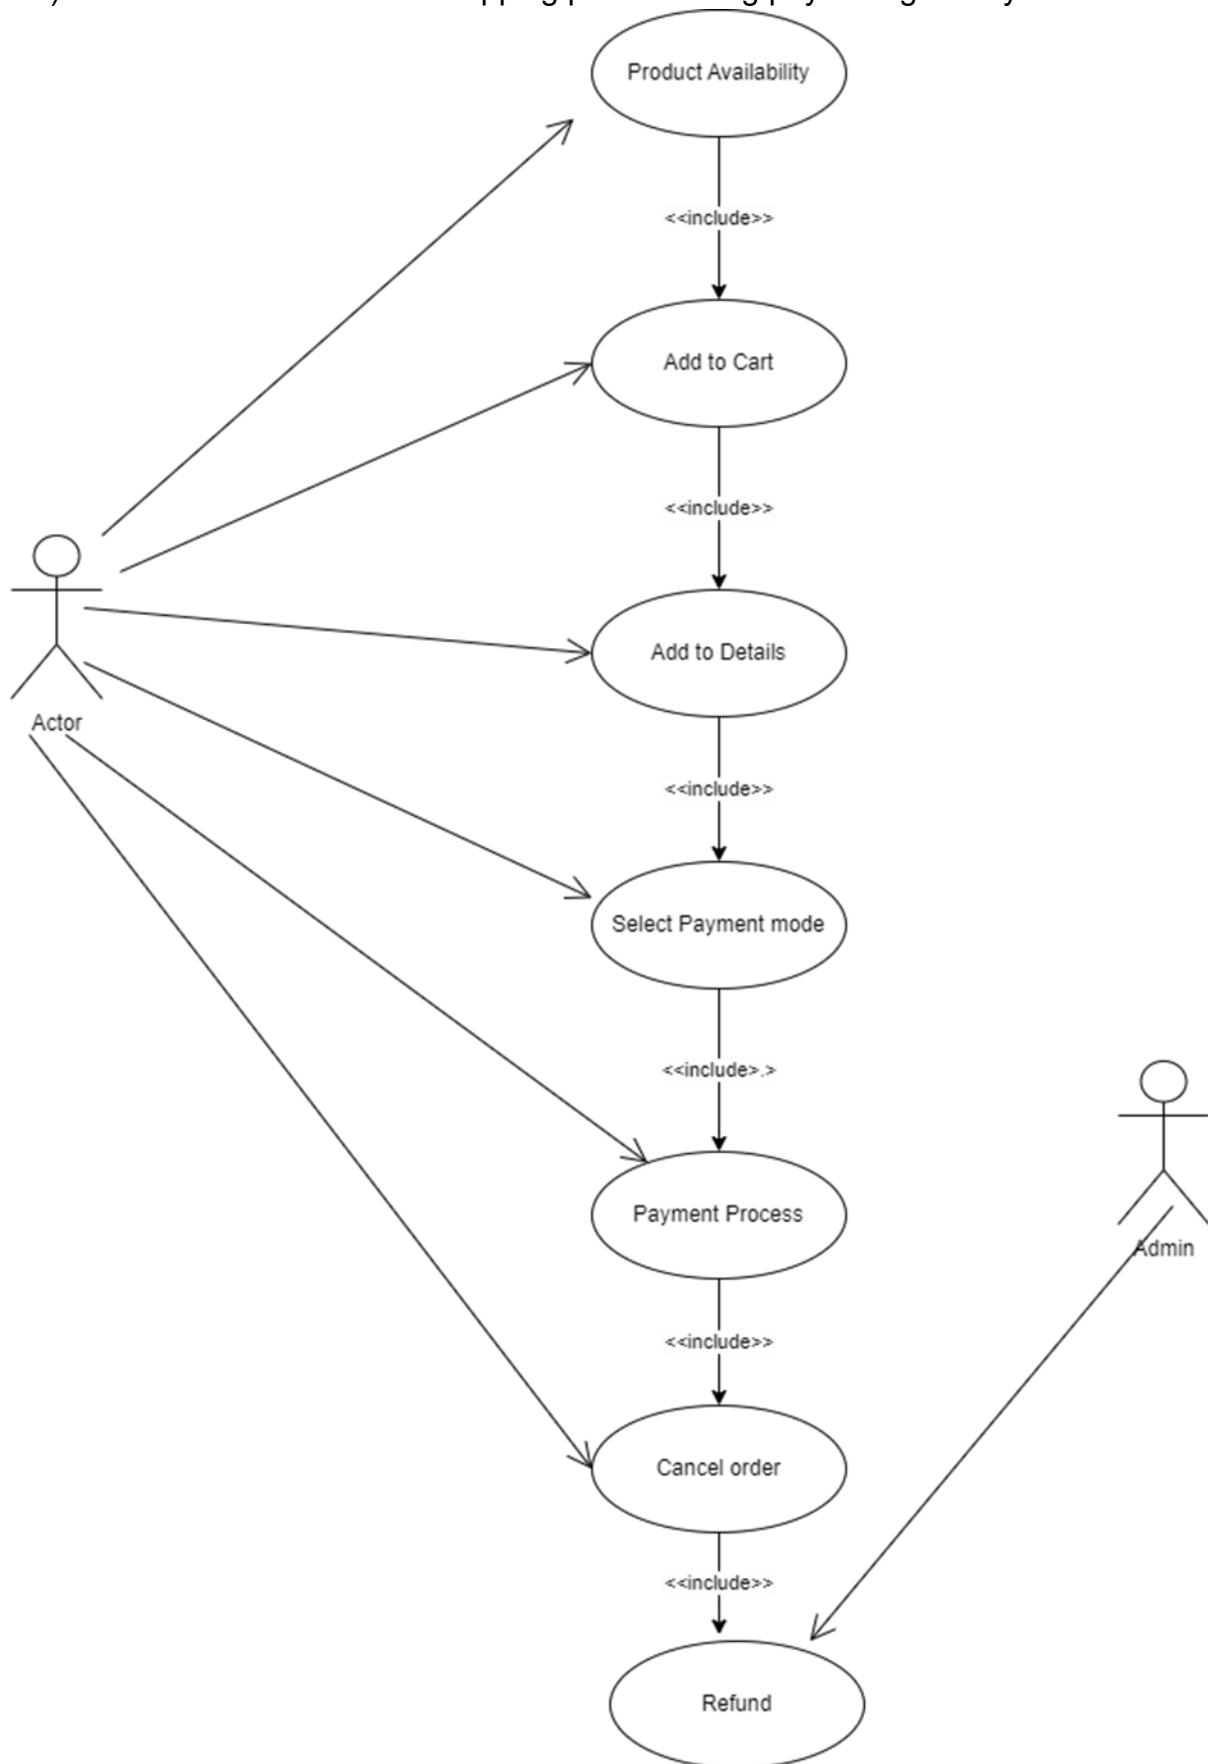 Product Availability
<<include>>
Add to Cart
<<include>>
Add to Details
Actor
<<include>>
Select Payment mode
<<include>.>
Payment Process
Admin
<<include>>
Cancel order
<<include>>
Refund